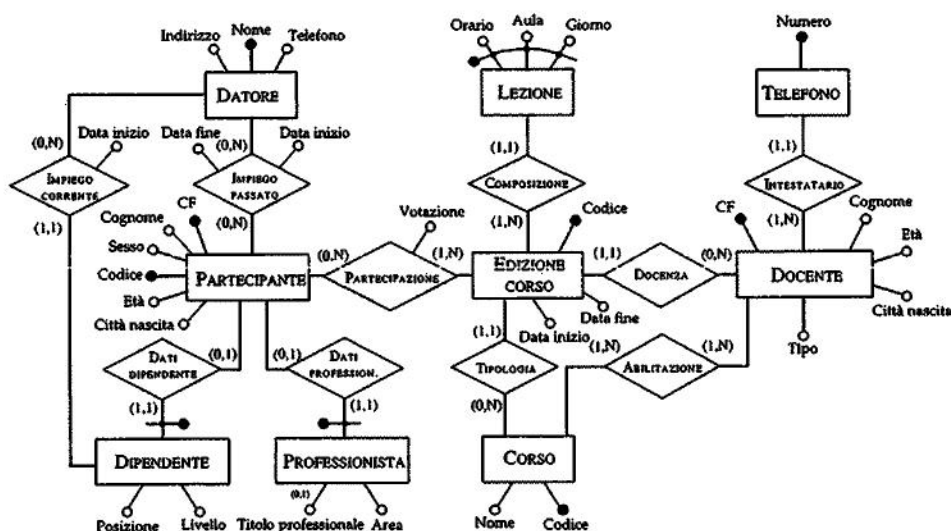 Indirizzo
Nome
Telefono
DATORE
(0,N)
Data inizio
Data fine
Data inizio
(0,N)
IMPIEGO
CORRENTE
IMPIEGO
PASSATO
(1,1)
(0,N)
CF
Cognome
Sesso
Codice
Età
Città nascita
PARTECIPANTE
(0,N)
Votazione
PARTECIPAZIONE
(1,N)
Orario
Aula
Giorno
LEZIONE
(1,1)
COMPOSIZIONE
(1,N)
Codice
EDIZIONE
CORSO
Data fine
Data inizio
(1,1)
DOCENZA
(0,N)
Numero
TELEFONO
(1,1)
INTESTATARIO
(1,N)
CF
Cognome
Età
DOCENTE
Città nascita
Tipo
(0,1)
DATI
DIPENDENTE
(1,1)
(0,1)
DATI
PROFESSION.
(1,1)
(1,1)
TIPOLOGIA
(0,N)
(1,N)
ABILITAZIONE
(1,N)
DIPENDENTE
Posizione
Livello
PROFESSIONISTA
(0,1)
Titolo professionale
Area
CORSO
Nome
Codice